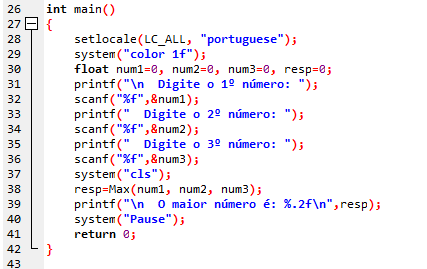 26 int main()
27 {
28 setlocale(LC_ALL, "portuguese");
29 system("color 1f");
30 float num1=0, num2=0, num3=0, resp=0;
31 printf("\n  Digite o 1º número: ");
32 scanf("%f",&num1);
33 printf("  Digite o 2º número: ");
34 scanf("%f",&num2);
35 printf("  Digite o 3º número: ");
36 scanf("%f",&num3);
37 system("cls");
38 resp=Max(num1, num2, num3);
39 printf("\n  O maior número é: %.2f\n",resp);
40 system("Pause");
41 return 0;
42 }
43